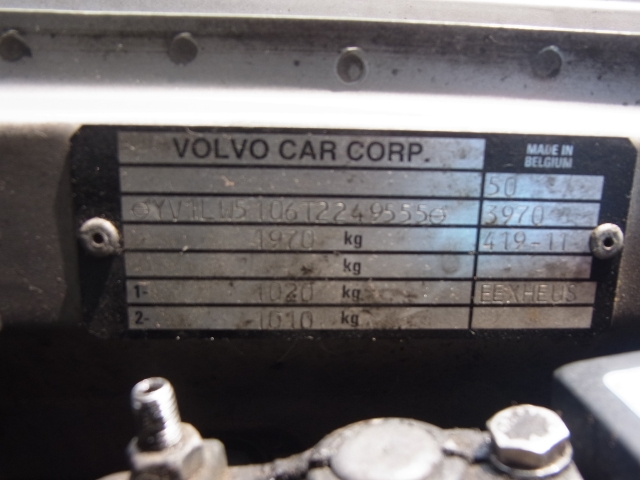 VOLVO CAR CORP.
MADE IN
BELGIUM
50
YV1LW5106T2249555
3970
1970 kg
419-11
kg
1- 1020 kg
2- 1010 kg